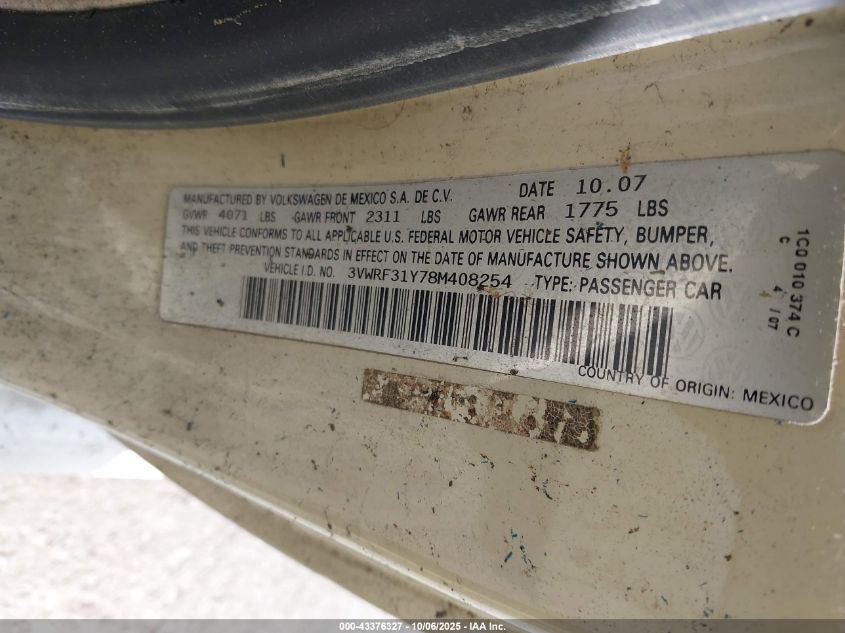 MANUFACTURED BY VOLKSWAGEN DE MEXICO S.A. DE C.V. DATE 10.07
GVWR 4071 LBS GAWR FRONT 2311 LBS GAWR REAR 1775 LBS
THIS VEHICLE CONFORMS TO ALL APPLICABLE U.S. FEDERAL MOTOR VEHICLE SAFETY, BUMPER,
AND THEFT PREVENTION STANDARDS IN EFFECT ON THE DATE OF MANUFACTURE SHOWN ABOVE.
VEHICLE I.D. NO. 3VWRF31Y78M408254 TYPE: PASSENGER CAR
COUNTRY OF ORIGIN: MEXICO
1C0 010 374 C
C 4 / 07
000-43376327 - 10/06/2025 - IAA Inc.